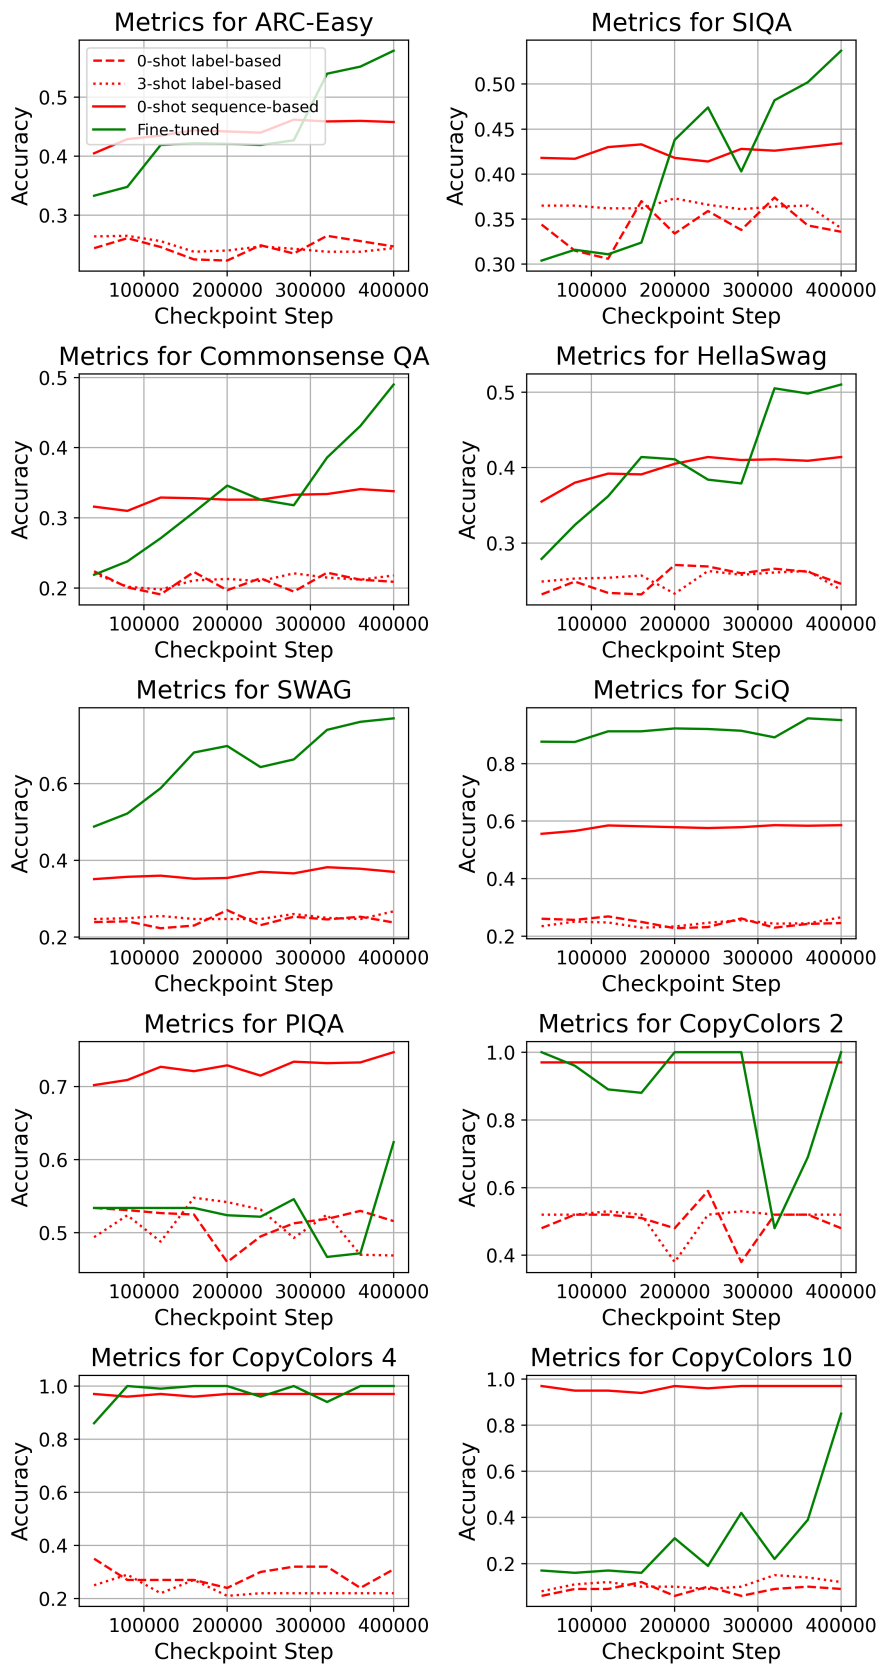 Metrics for ARC-Easy
0-shot label-based
3-shot label-based
0-shot sequence-based
Fine-tuned
0.5
0.4
0.3
Accuracy
100000 200000 300000 400000
Checkpoint Step
Metrics for SIQA
0.50
0.45
0.40
0.35
0.30
Accuracy
100000 200000 300000 400000
Checkpoint Step
Metrics for Commonsense QA
0.5
0.4
0.3
0.2
Accuracy
100000 200000 300000 400000
Checkpoint Step
Metrics for HellaSwag
0.5
0.4
0.3
Accuracy
100000 200000 300000 400000
Checkpoint Step
Metrics for SWAG
0.6
0.4
0.2
Accuracy
100000 200000 300000 400000
Checkpoint Step
Metrics for SciQ
0.8
0.6
0.4
0.2
Accuracy
100000 200000 300000 400000
Checkpoint Step
Metrics for PIQA
0.7
0.6
0.5
Accuracy
100000 200000 300000 400000
Checkpoint Step
Metrics for CopyColors 2
1.0
0.8
0.6
0.4
Accuracy
100000 200000 300000 400000
Checkpoint Step
Metrics for CopyColors 4
1.0
0.8
0.6
0.4
0.2
Accuracy
100000 200000 300000 400000
Checkpoint Step
Metrics for CopyColors 10
1.0
0.8
0.6
0.4
0.2
Accuracy
100000 200000 300000 400000
Checkpoint Step